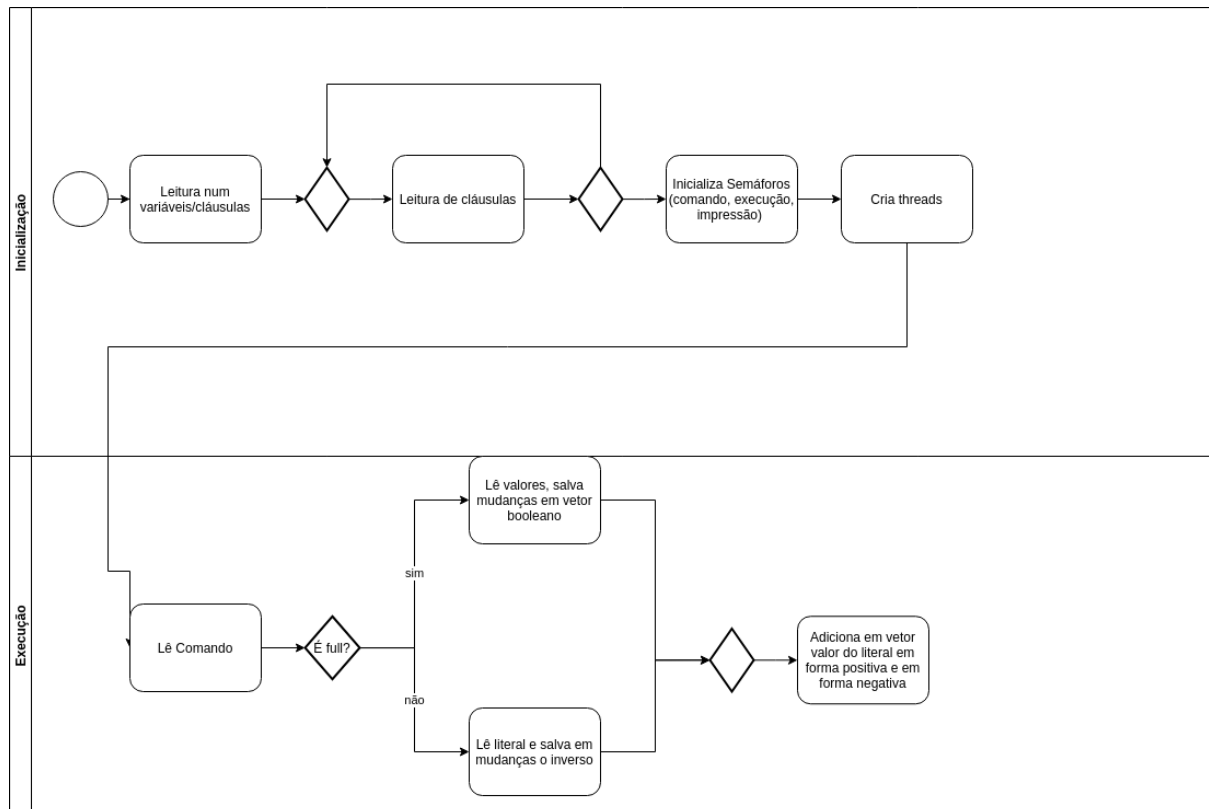 Inicialização
Leitura num
variáveis/cláusulas
Leitura de cláusulas
Inicializa Semáforos
(comando, execução,
impressão)
Cria threads
Execução
Lê Comando
É full?
sim
não
Lê valores, salva
mudanças em vetor
booleano
Lê literal e salva em
mudanças o inverso
Adiciona em vetor
valor do literal em
forma positiva e em
forma negativa